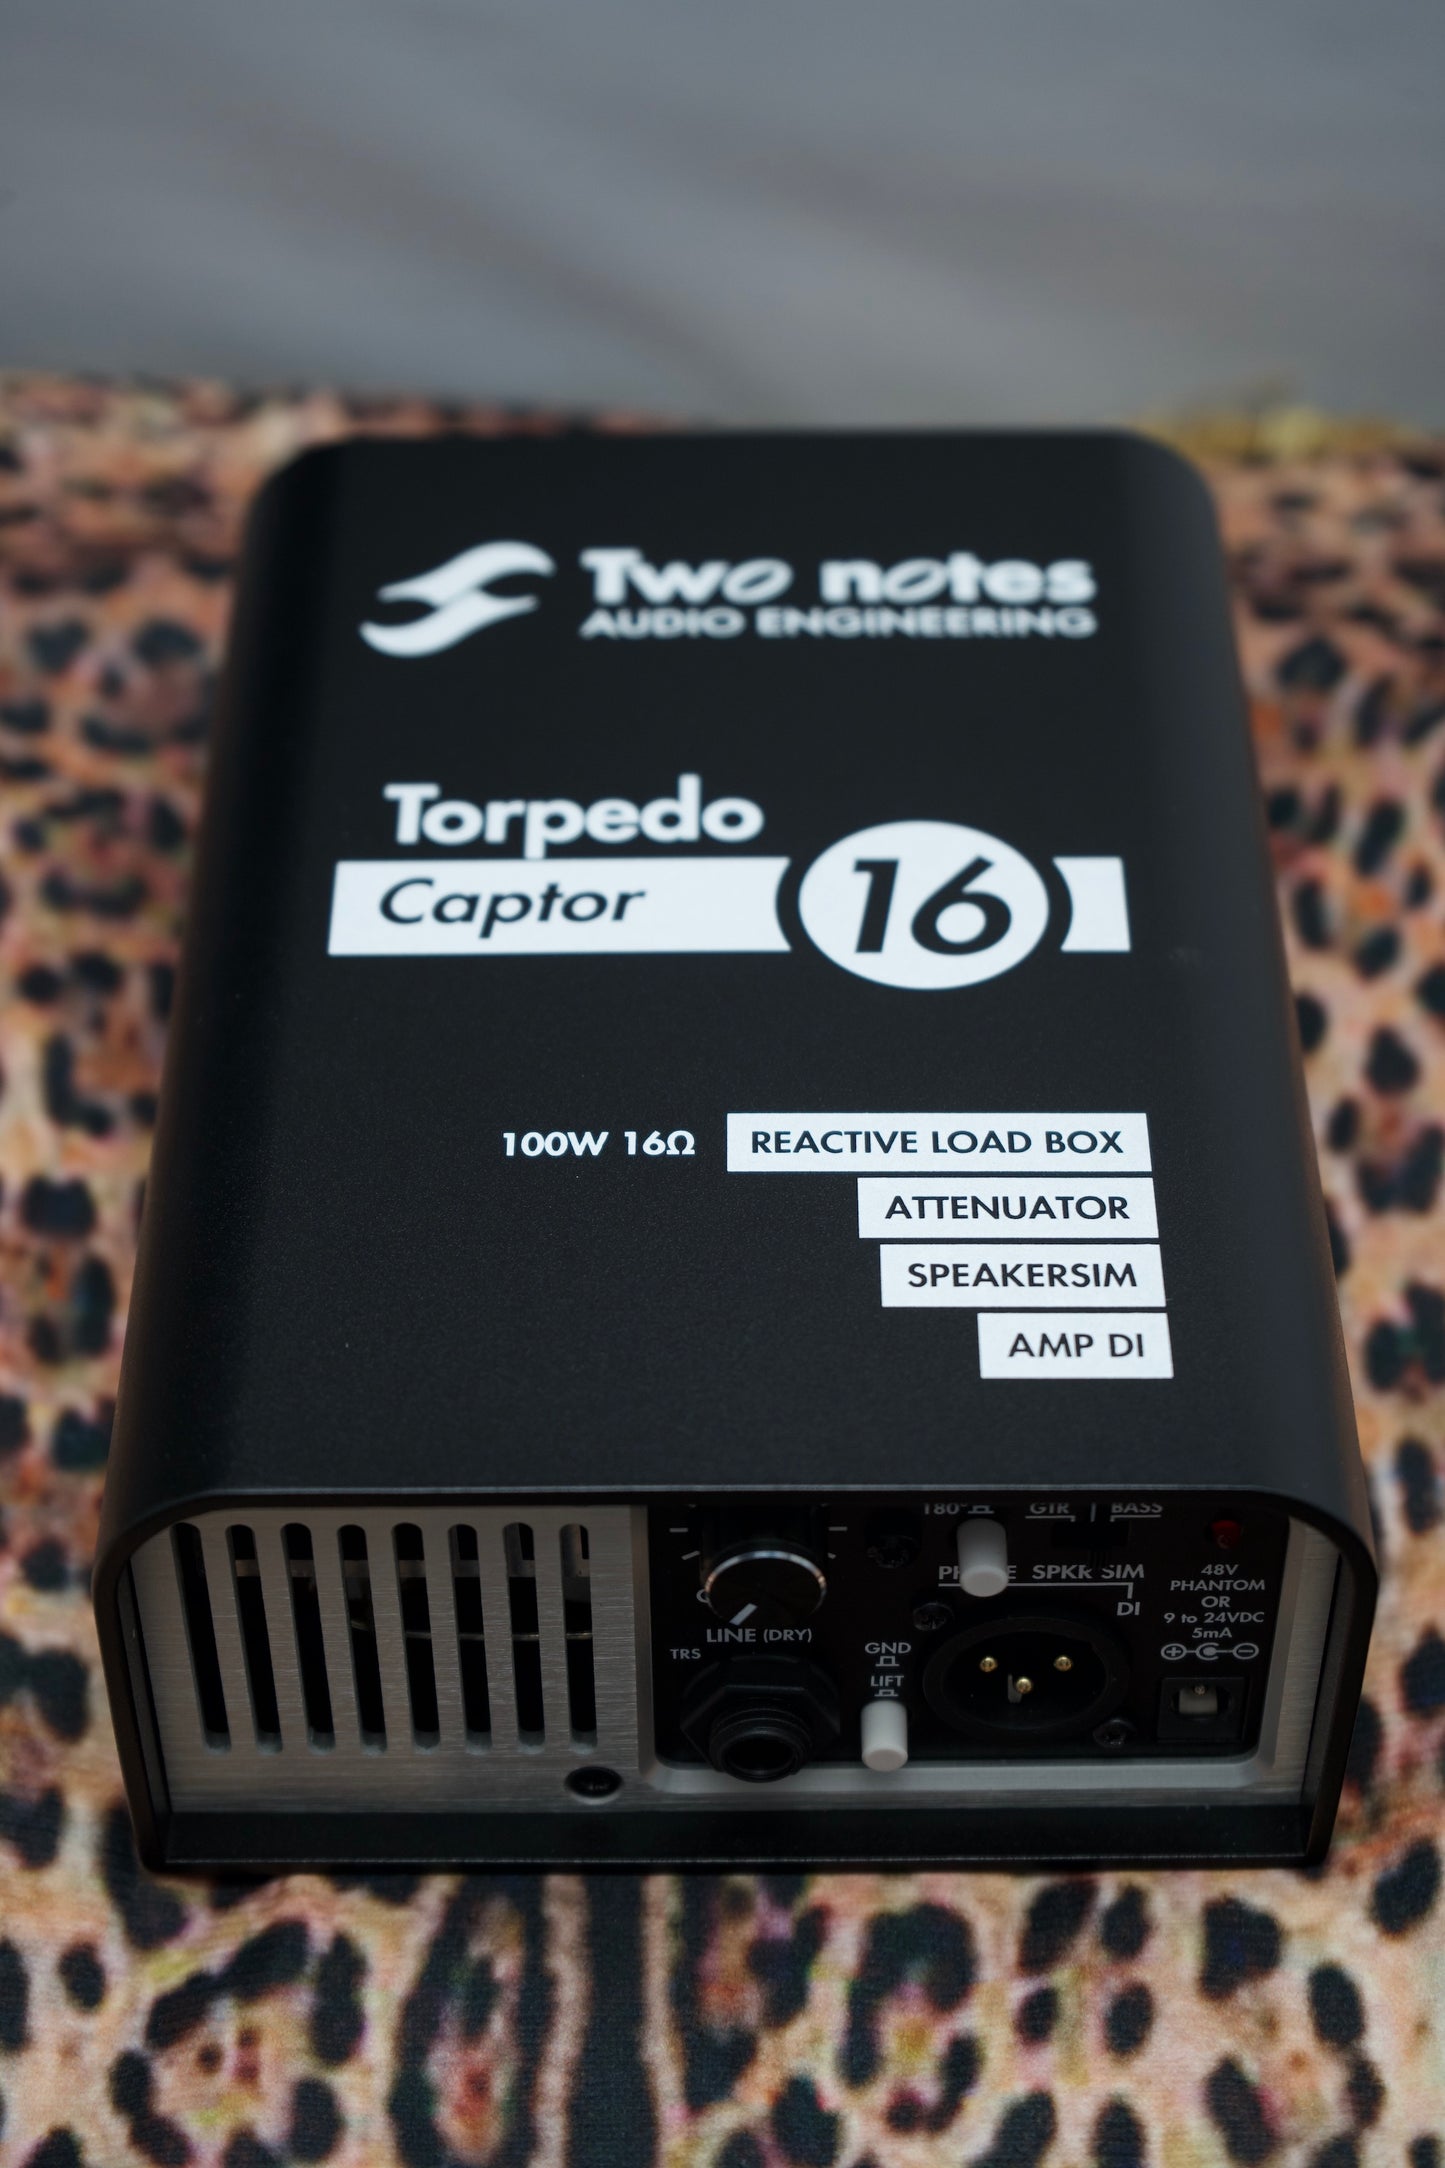 Two notes
AUDIO ENGINEERING
Torpedo
Captor 16
100W 16Ω REACTIVE LOAD BOX
ATTENUATOR
SPEAKERSIM
AMP DI
180° GTR BASS
SPKR SIM
DI
48V
PHANTOM
OR
9 to 24VDC
5mA
LINE (DRY)
TRS
GND
LIFT